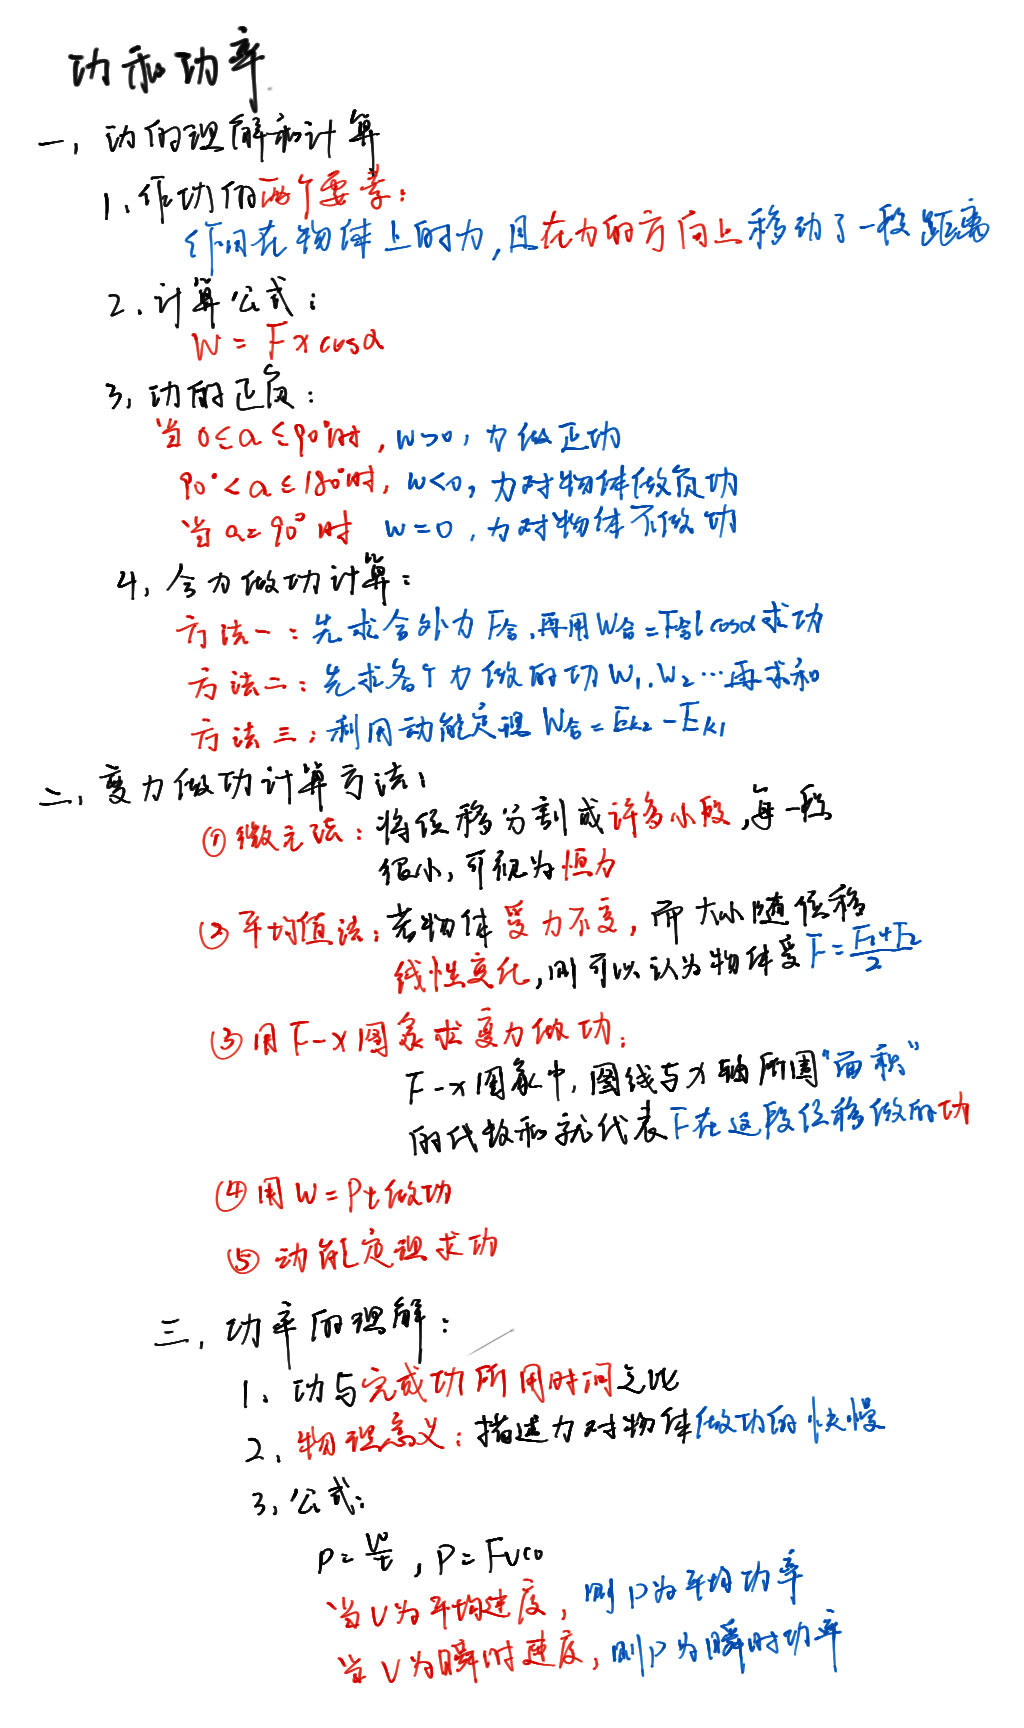 功和功率
一,功的理解和计算
1.作功的两个要素:
作用在物体上的力,且在力的方向上移动了一段距离
2.计算公式:
W = Fxcosα
3,功的正负:
当0≤a≤90°时,w>0,力做正功
90°<a≤180°时,w<0,力对物体做负功
当a=90°时 w=0,力对物体不做功
4,合力做功计算:
方法一:先求合外力F合,再用W合=F合lcosα求功
方法二:先求各个力做的功W₁.W₂…再求和
方法三:利用动能定理W合=Ek2-Ek1
二,变力做功计算方法,
①微元法:将位移分割成许多小段,每一段
很小,可视为恒力
②平均值法:若物体受力不变,而大小随位移
线性变化,则可以认为物体受F=\frac{F₁+F₂}{2}
③用F-x图象求变力做功:
F-x图象中,图线与x轴所围"面积"
的代数和就代表F在这段位移做的功
④用W=Pt做功
⑤动能定理求功
三,功率的理解:
1.功与完成功所用时间之比
2,物理意义:描述力对物体做功的快慢
3,公式:
P=\frac{W}{t},P=Fvco
当V为平均速度,则P为平均功率
当V为瞬时速度,则P为瞬时功率